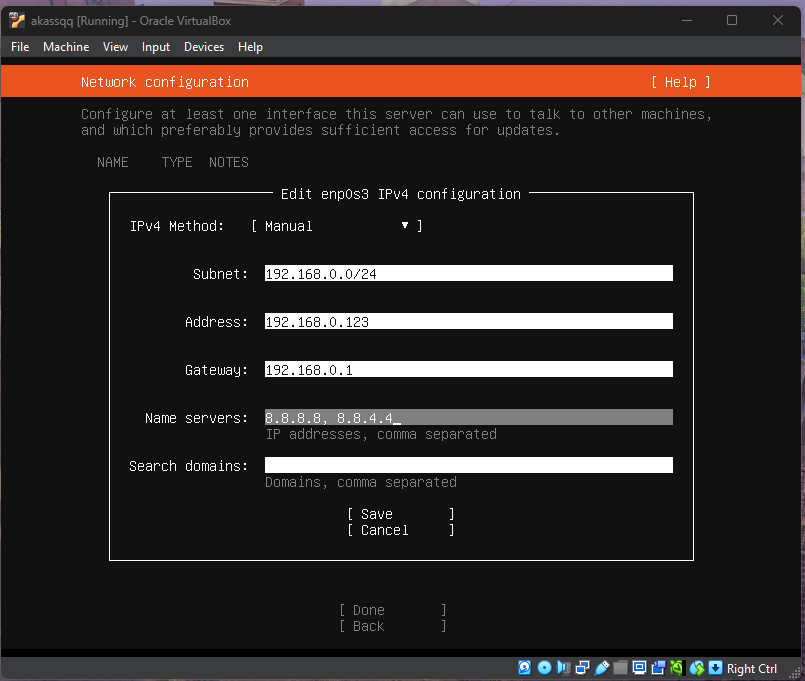 akassqq [Running] - Oracle VirtualBox
File Machine View Input Devices Help
Network configuration [ Help ]
Configure at least one interface this server can use to talk to other machines,
and which preferably provides sufficient access for updates.
NAME TYPE NOTES
Edit enp0s3 IPv4 configuration
IPv4 Method: [ Manual ▼ ]
Subnet: 192.168.0.0/24
Address: 192.168.0.123
Gateway: 192.168.0.1
Name servers: 8.8.8.8, 8.8.4.4_
IP addresses, comma separated
Search domains:
Domains, comma separated
[ Save ]
[ Cancel ]
[ Done ]
[ Back ]
Right Ctrl